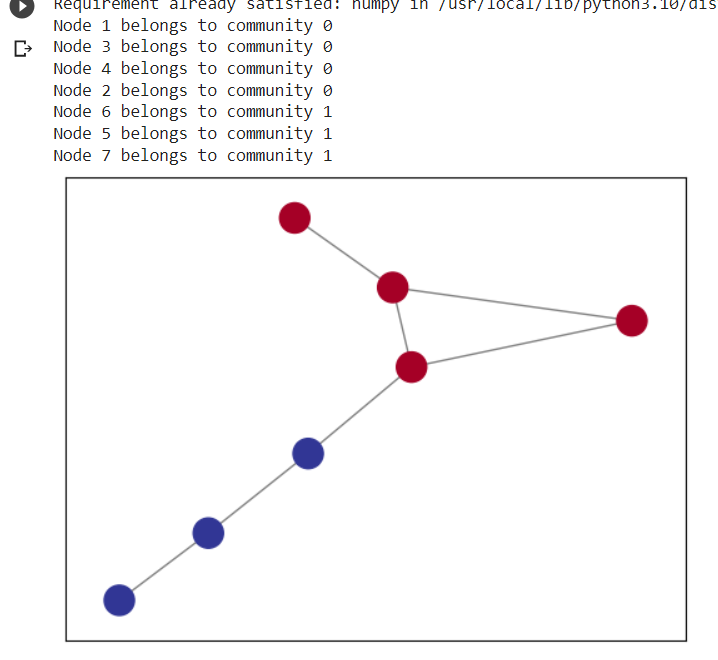 Requirement already satisfied: numpy in /usr/local/lib/python3.10/dis
Node 1 belongs to community 0
Node 3 belongs to community 0
Node 4 belongs to community 0
Node 2 belongs to community 0
Node 6 belongs to community 1
Node 5 belongs to community 1
Node 7 belongs to community 1